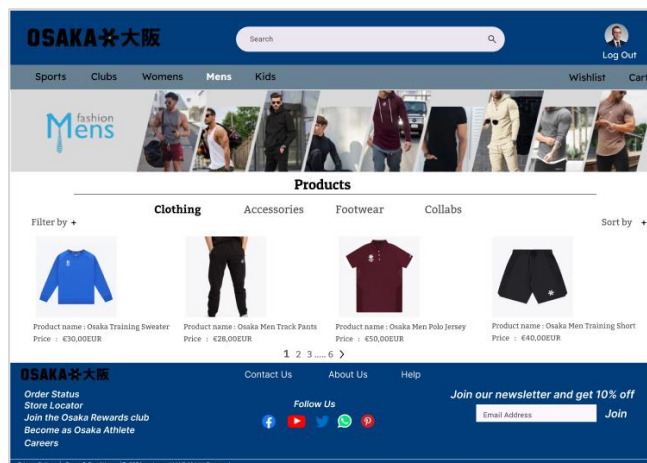 OSAKA 大阪
Search
Log Out
Sports Clubs Womens Mens Kids Wishlist Cart
fashion
Mens
Products
Clothing Accessories Footwear Collabs
Filter by + Sort by +
Product name : Osaka Training Sweater
Price : €30,00EUR
Product name : Osaka Men Track Pants
Price : €28,00EUR
Product name : Osaka Men Polo Jersey
Price : €50,00EUR
Product name : Osaka Men Training Short
Price : €40,00EUR
1 2 3 ..... 6 >
OSAKA 大阪
Contact Us About Us Help
Order Status
Store Locator
Join the Osaka Rewards club
Become as Osaka Athlete
Careers
Follow Us
Join our newsletter and get 10% off
Email Address Join